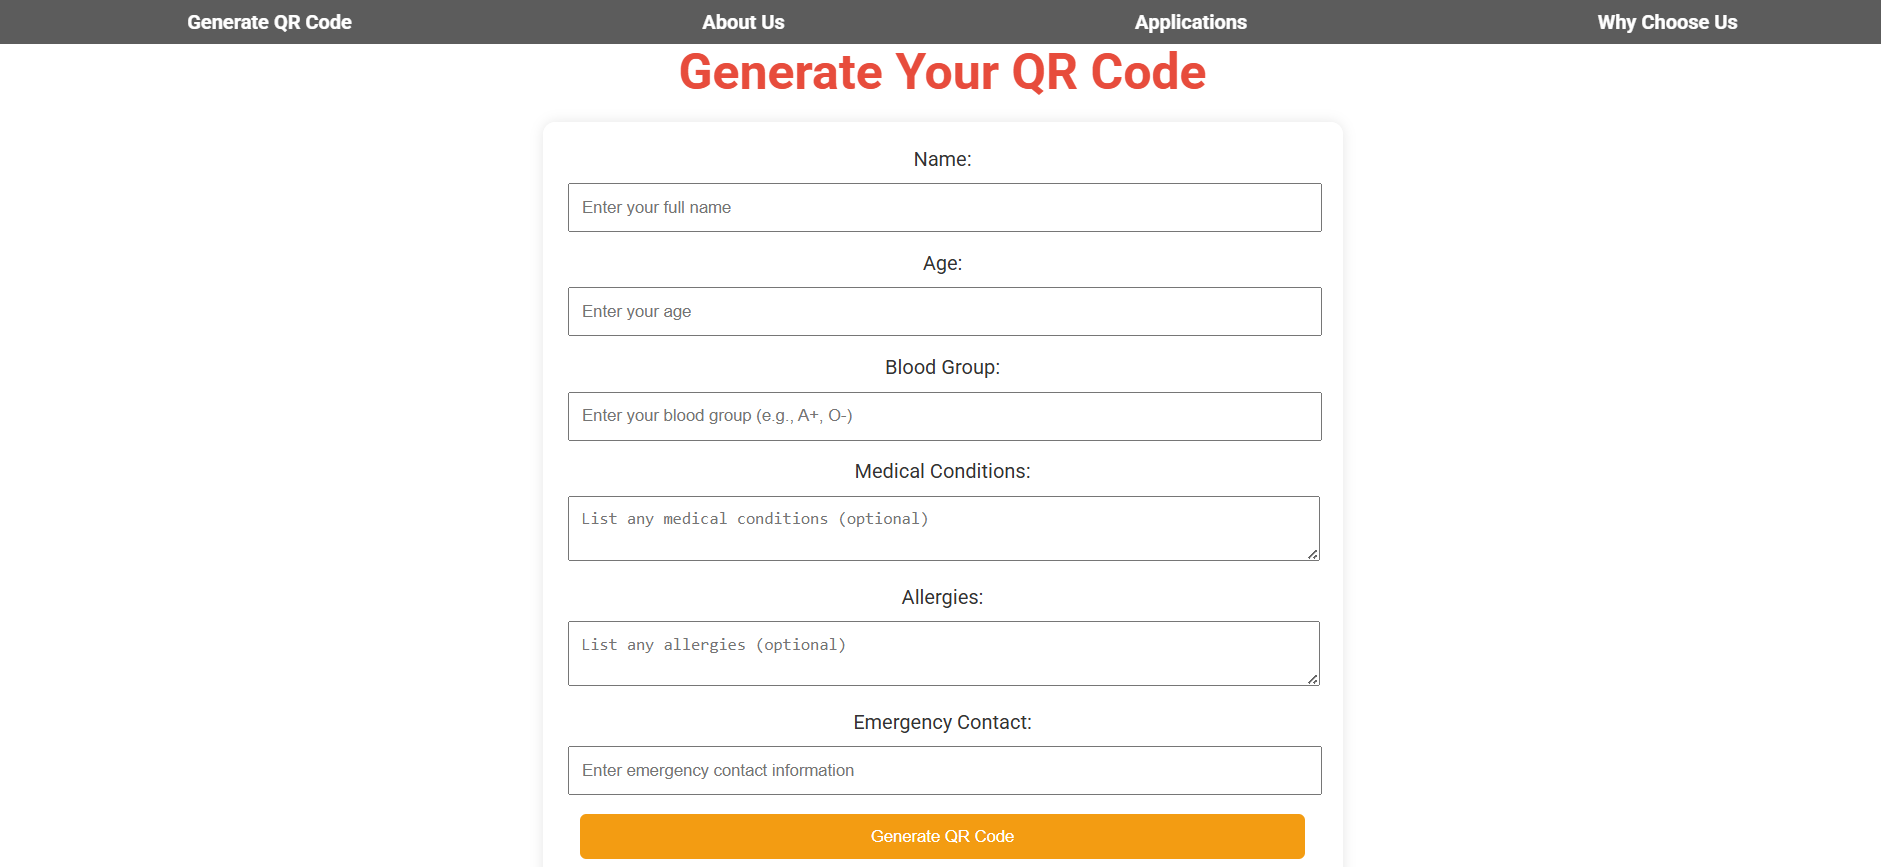 Generate QR Code About Us Applications Why Choose Us
Generate Your QR Code
Name:
Enter your full name
Age:
Enter your age
Blood Group:
Enter your blood group (e.g., A+, O-)
Medical Conditions:
List any medical conditions (optional)
Allergies:
List any allergies (optional)
Emergency Contact:
Enter emergency contact information
Generate QR Code